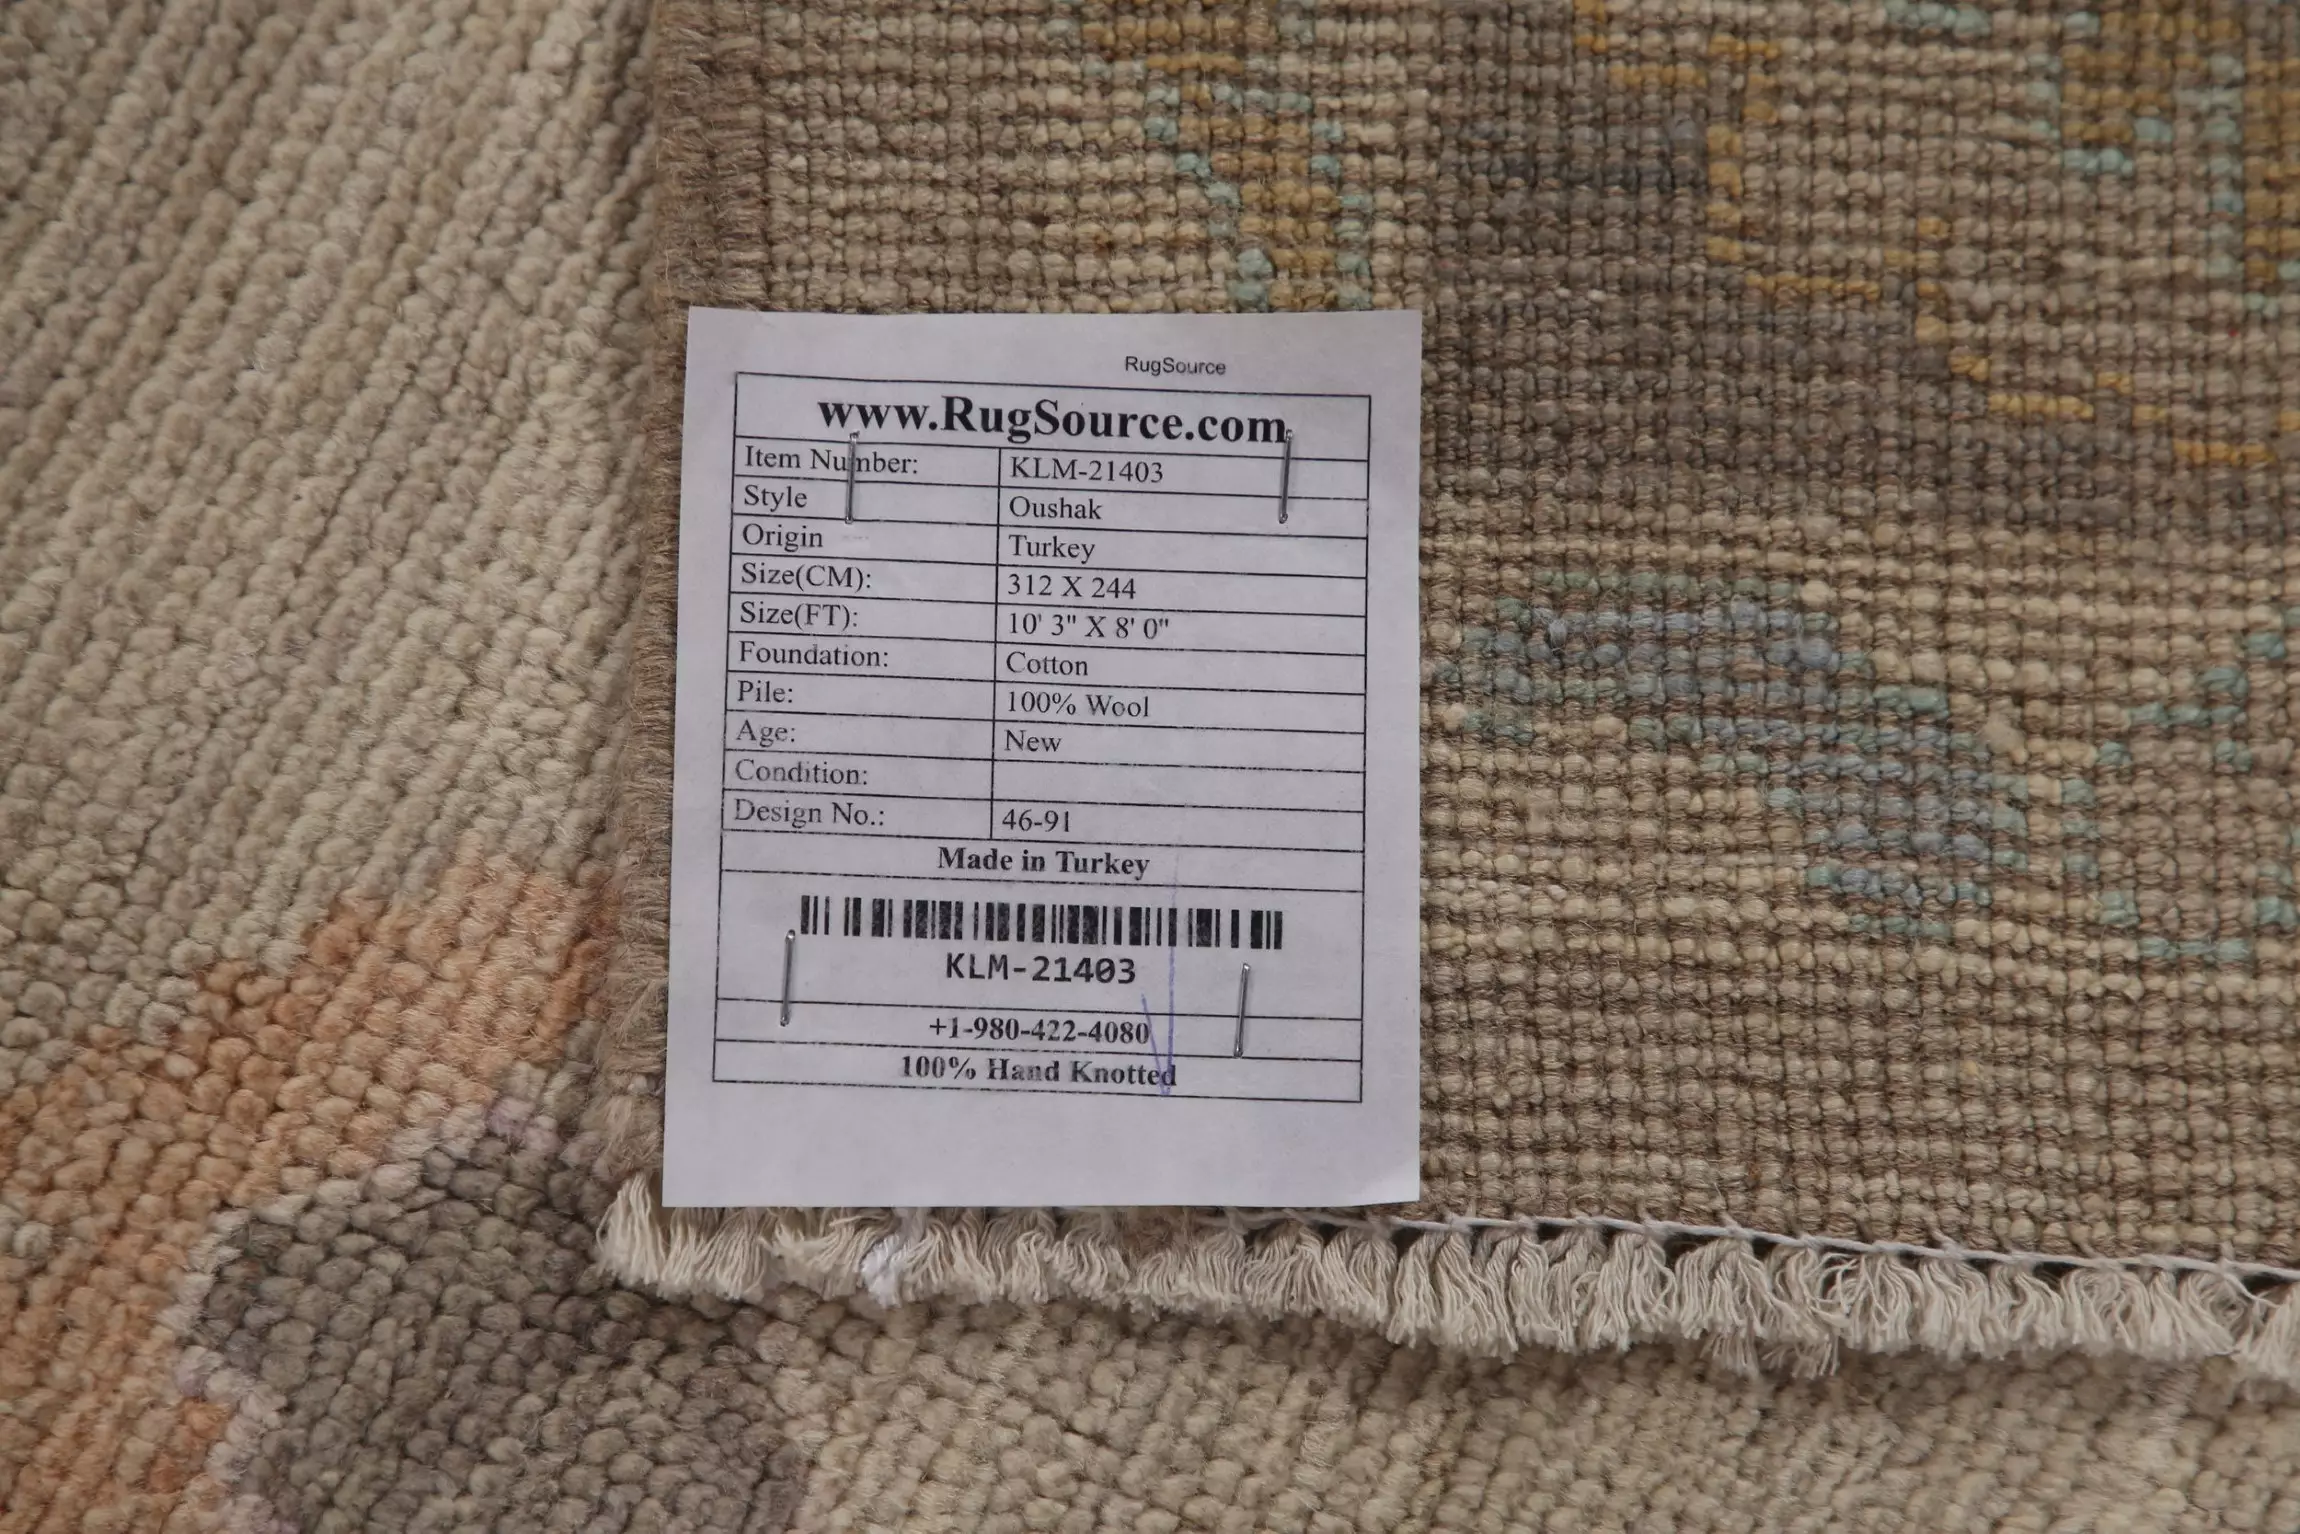 RugSource
www.RugSource.com
Item Number: KLM-21403
Style Oushak
Origin Turkey
Size(CM): 312 X 244
Size(FT): 10' 3" X 8' 0"
Foundation: Cotton
Pile: 100% Wool
Age: New
Condition:
Design No.: 46-91
Made in Turkey
KLM-21403
+1-980-422-4080
100% Hand Knotted